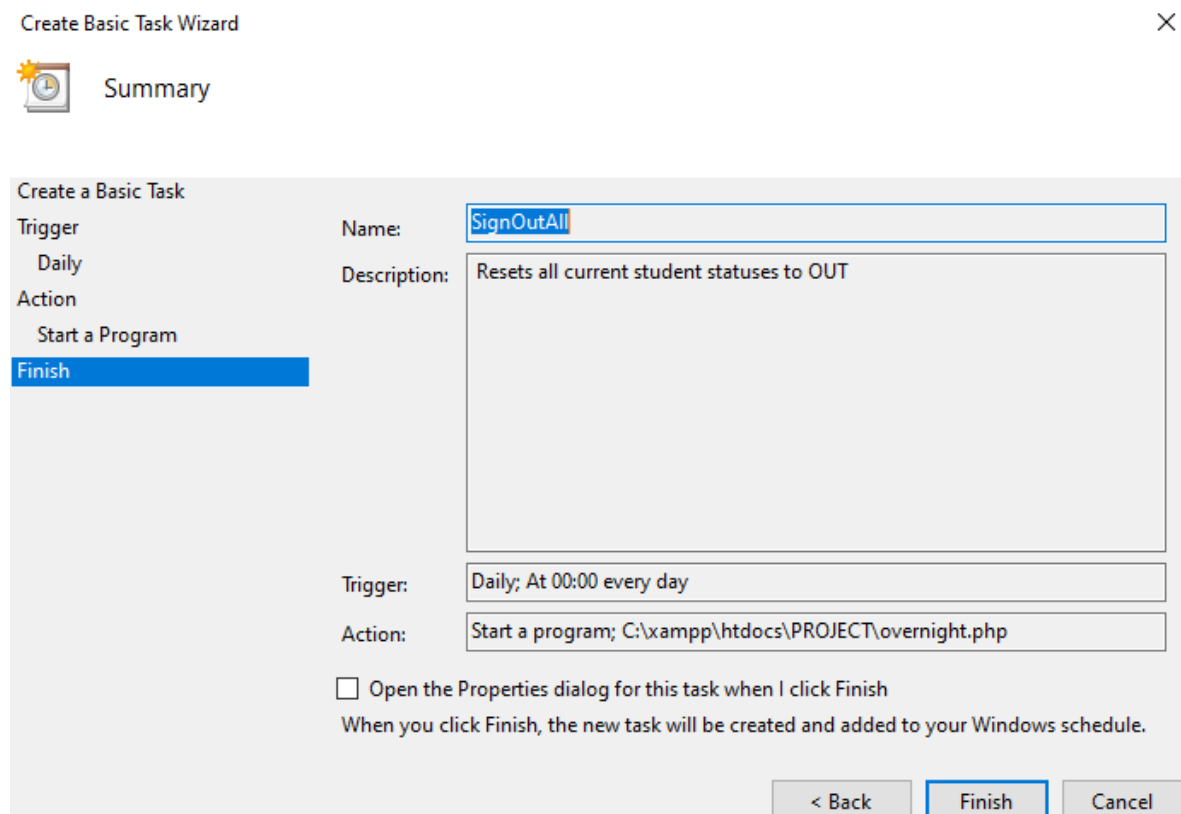 Create Basic Task Wizard
Summary
Create a Basic Task
Trigger
Daily
Action
Start a Program
Finish
Name:
SignOutAll
Description:
Resets all current student statuses to OUT
Trigger:
Daily; At 00:00 every day
Action:
Start a program; C:\xampp\htdocs\PROJECT\overnight.php
Open the Properties dialog for this task when I click Finish
When you click Finish, the new task will be created and added to your Windows schedule.
< Back
Finish
Cancel